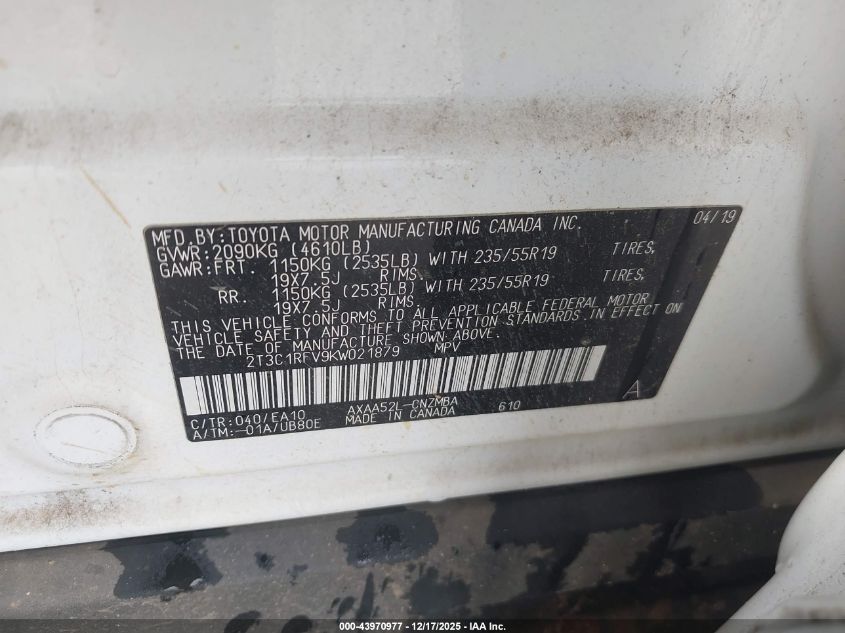 MFD.BY:TOYOTA MOTOR MANUFACTURING CANADA INC. 04/19
GVWR:2090KG (4610LB)
GAWR:FRT. 1150KG (2535LB) WITH 235/55R19 TIRES,
19X7.5J RIMS,
RR. 1150KG (2535LB) WITH 235/55R19 TIRES,
19X7.5J RIMS,
THIS VEHICLE CONFORMS TO ALL APPLICABLE FEDERAL MOTOR
VEHICLE SAFETY AND THEFT PREVENTION STANDARDS IN EFFECT ON
THE DATE OF MANUFACTURE SHOWN ABOVE.
2T3C1RFV9KW021879 MPV
C/TR:040/EA10 AXAA52L-CNZMBA 610 A
A/TM:-01A/UB80E MADE IN CANADA
000-43970977 - 12/17/2025 - IAA Inc.